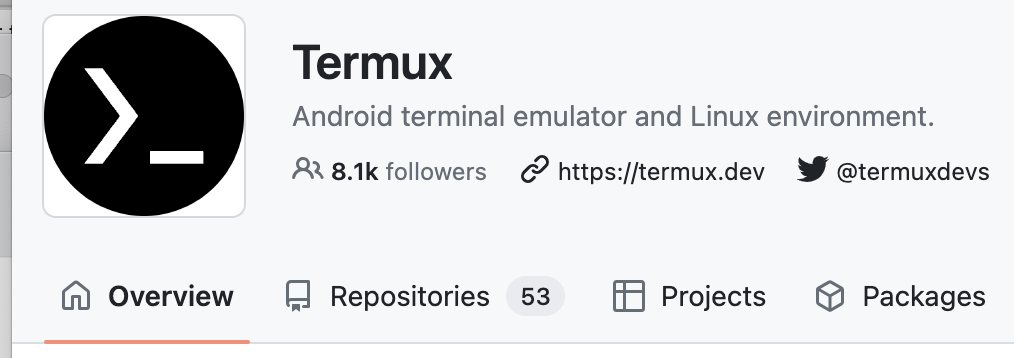 Termux
Android terminal emulator and Linux environment.
8.1k followers https://termux.dev @termuxdevs
Overview Repositories 53 Projects Packages